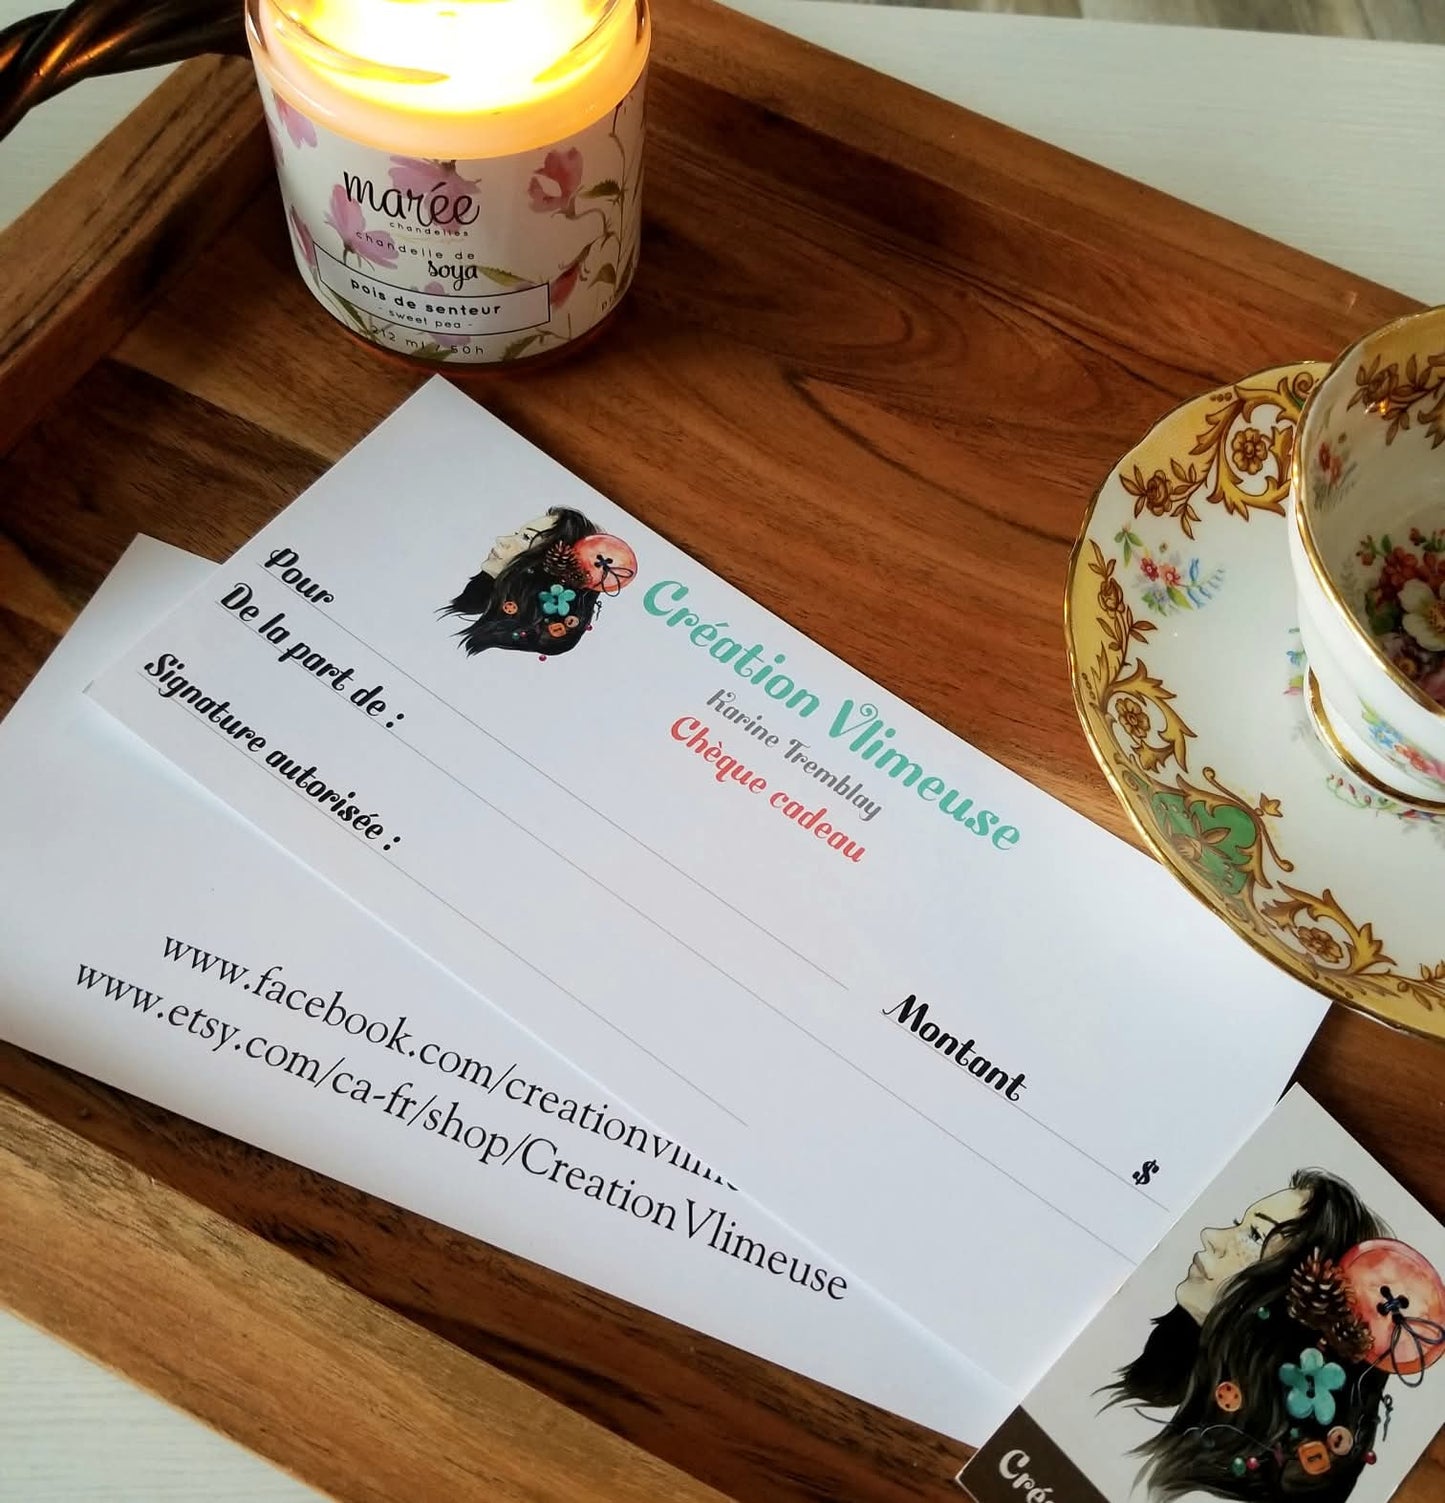 marée
chandelles
chandelle de
soya
pois de senteur
- sweet pea -
212 ml / 50h
Création Vlimeuse
Karine Tremblay
Chèque cadeau
Pour
De la part de :
Signature autorisée :
Montant
$
www.facebook.com/creationvlim
www.etsy.com/ca-fr/shop/CreationVlimeuse
Cré